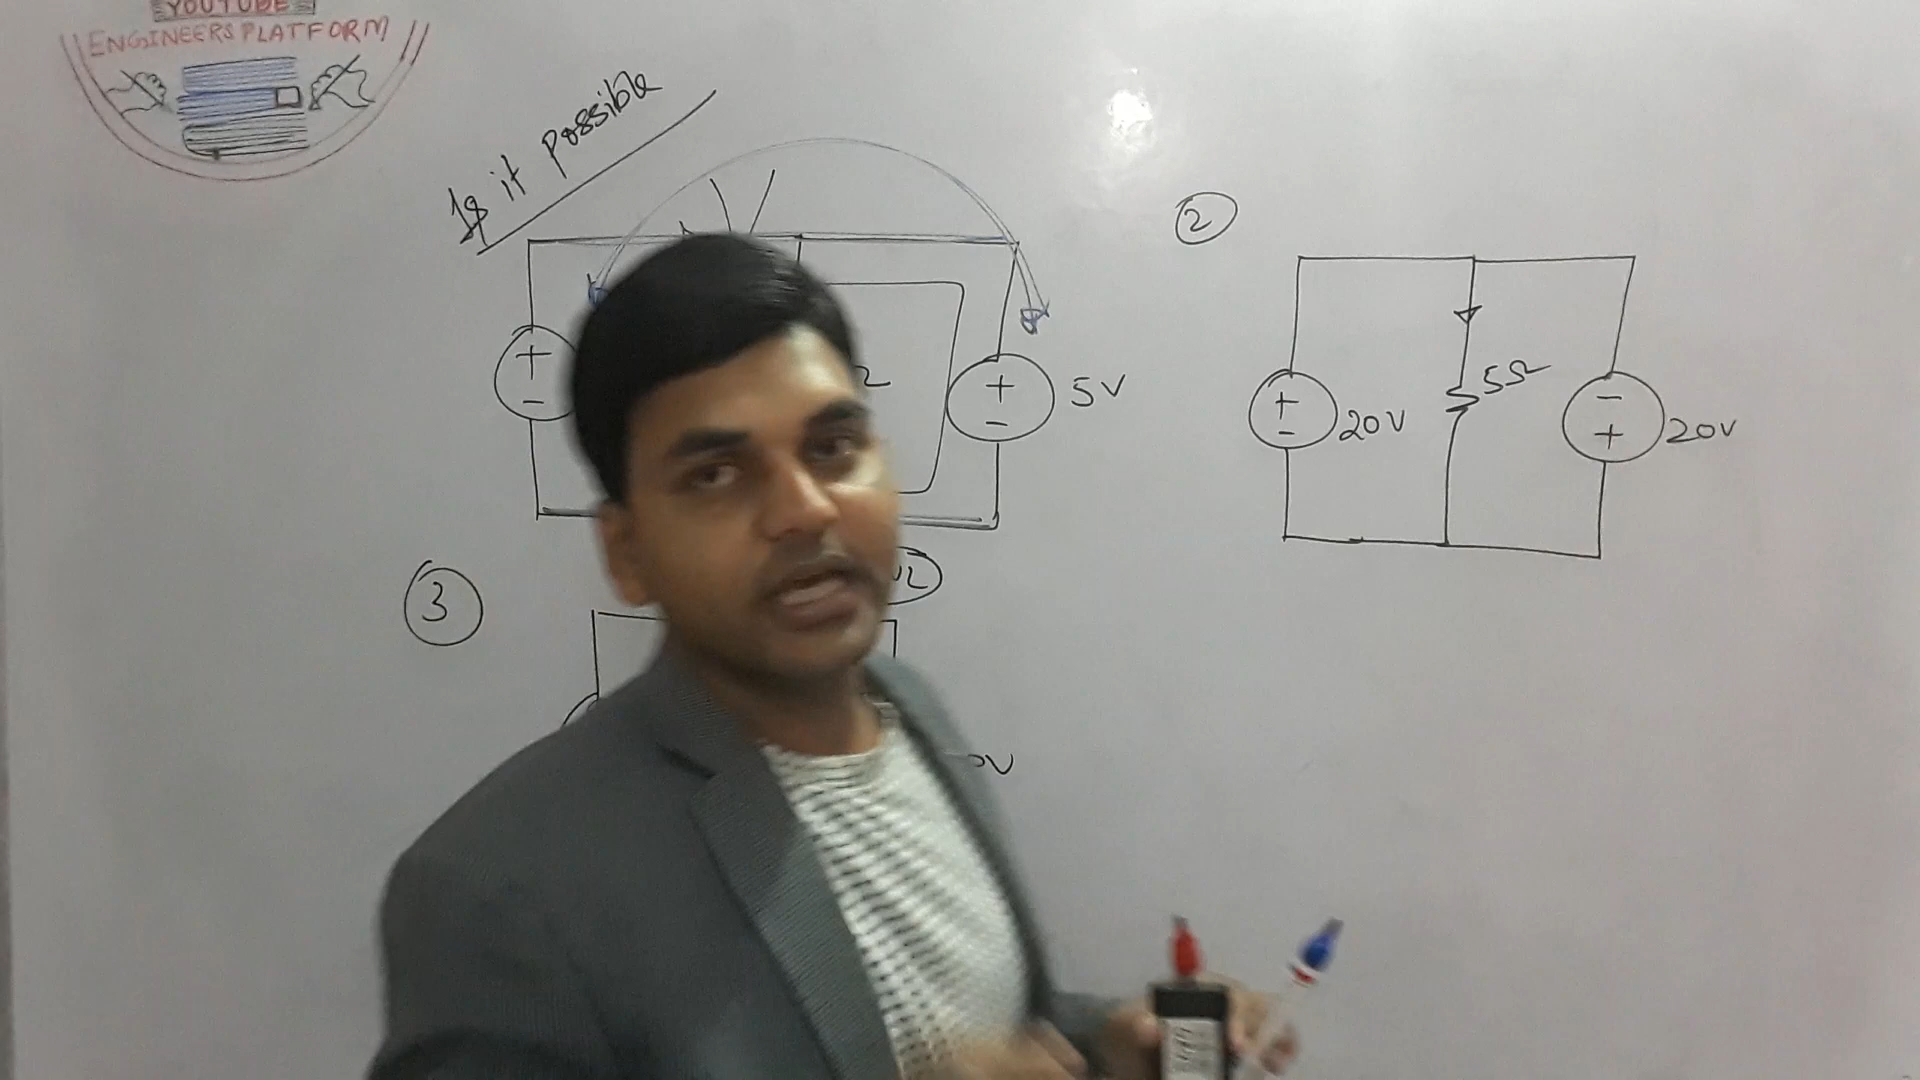 YOUTUBE
ENGINEERS PLATFORM
Is it possible
+
-
+
-
5V
2
+
-
20V
5Ω
-
+
20V
3